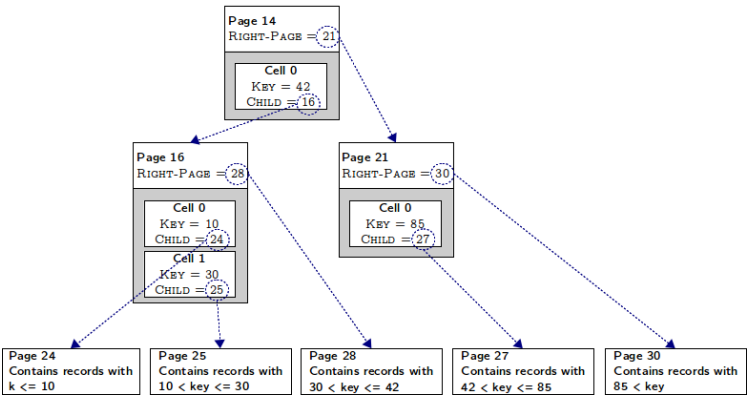 Page 14
Right-Page = 21
Cell 0
Key = 42
Child = 16
Page 16
Right-Page = 28
Cell 0
Key = 10
Child = 24
Cell 1
Key = 30
Child = 25
Page 21
Right-Page = 30
Cell 0
Key = 85
Child = 27
Page 24
Contains records with
k <= 10
Page 25
Contains records with
10 < key <= 30
Page 28
Contains records with
30 < key <= 42
Page 27
Contains records with
42 < key <= 85
Page 30
Contains records with
85 < key